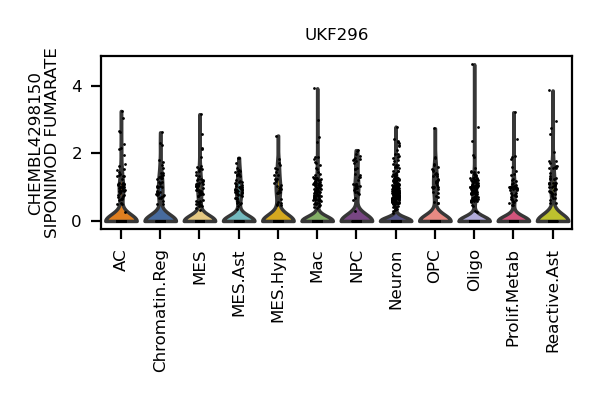 UKF296
CHEMBL4298150
SIPONIMOD FUMARATE
4
2
0
AC
Chromatin.Reg
MES
MES.Ast
MES.Hyp
Mac
NPC
Neuron
OPC
Oligo
Prolif.Metab
Reactive.Ast